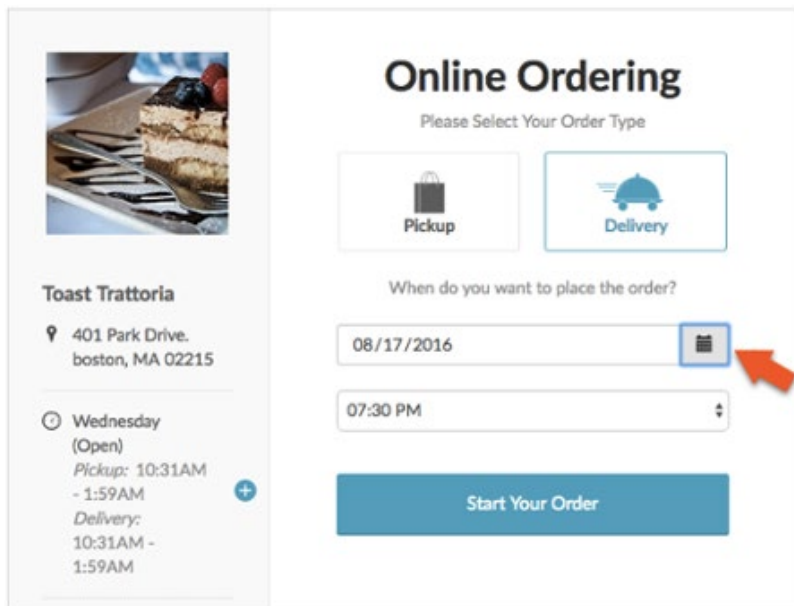 Online Ordering
Please Select Your Order Type
Pickup
Delivery
When do you want to place the order?
08/17/2016
07:30 PM
Start Your Order
Toast Trattoria
401 Park Drive.
boston, MA 02215
Wednesday
(Open)
Pickup: 10:31AM
- 1:59AM
Delivery:
10:31AM -
1:59AM